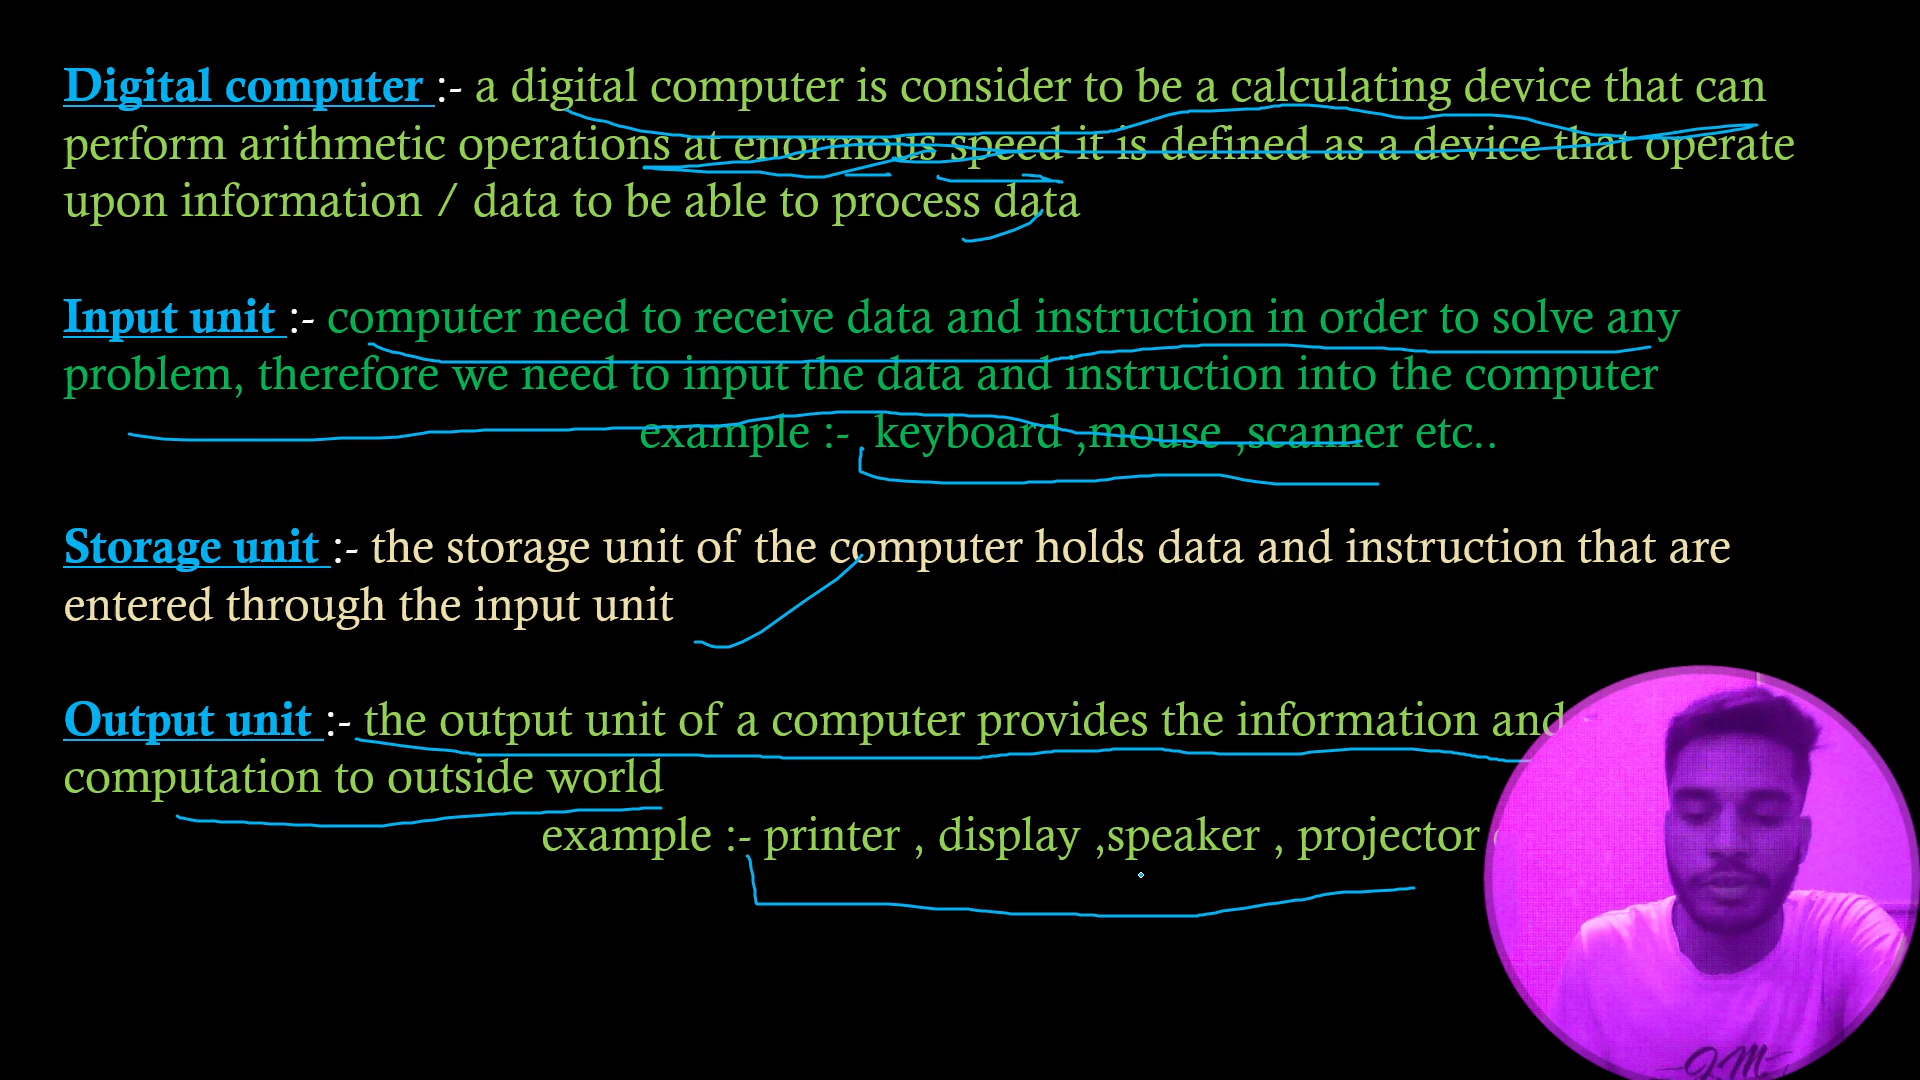 Digital computer :- a digital computer is consider to be a calculating device that can
perform arithmetic operations at enormous speed it is defined as a device that operate
upon information / data to be able to process data
Input unit :- computer need to receive data and instruction in order to solve any
problem, therefore we need to input the data and instruction into the computer
example :- keyboard ,mouse ,scanner etc..
Storage unit :- the storage unit of the computer holds data and instruction that are
entered through the input unit
Output unit :- the output unit of a computer provides the information and
computation to outside world
example :- printer , display ,speaker , projector